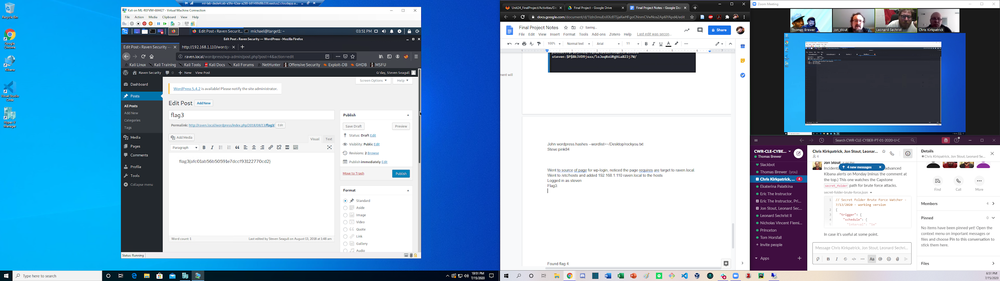 Recycle Bin
Google Chrome
Kibana
Visual Studio Code
Hyper-V Manager
ml-lab-dede4cab-a5fe-42ea-a290-b91499d9b336.eastus2.cloudapp.a...
Kali on ML-REFVM-684427 - Virtual Machine Connection
File Action Media Clipboard View Help
Edit Post ‹ Raven Securit... michael@target1: ~ 03:51 PM
Edit Post ‹ Raven Security — WordPress - Mozilla Firefox
Edit Post ‹ Raven Security — http://192.168.1.110/wordpr
raven.local/wordpress/wp-admin/post.php?post=4&action=edit
Kali Linux Kali Training Kali Tools Kali Docs Kali Forums NetHunter Offensive Security Exploit-DB GHDB MSFU
Raven Security 0 New View Post G'day, Steven Seagull
Screen Options Help
Dashboard
Posts
All Posts
Add New
Categories
Tags
Media
Pages
Comments
Profile
Tools
Collapse menu
WordPress 5.4.2 is available! Please notify the site administrator.
Edit Post Add New
flag3
Permalink: http://raven.local/wordpress/index.php/2018/08/13/flag3/ Edit
Add Media Visual Text
Paragraph
flag3{afc01ab56b50591e7dccf93122770cd2}
Word count: 1 Last edited by Steven Seagull on August 13, 2018 at 1:48 am
Publish
Save Draft Preview
Status: Draft Edit
Visibility: Public Edit
Revisions: 2 Browse
Publish immediately Edit
Move to Trash Publish
Format
Standard
Aside
Image
Video
Quote
Link
Gallery
Audio
Status: Running
Type here to search
10:51 PM
7/15/2020
Unit24_FinalProject/Activities/Da Final Project - Google Drive Final Project Notes - Google Doc
docs.google.com/document/d/1Izln3muEnXXc8TSjaKwHFgoCNnmCVwNos2Ap6IYApd4/edit
Final Project Notes Saving... Share
File Edit View Insert Format Tools Add-ons Zotero Help Last edit was secon...
100% Normal text Arial 11
1 1 2 3 4 5 6 7
ment will
steven:$P$Bk3VD9jsxx/loJoqNsURgHiaB23j7W/
John wordpress.hashes --wordlist=~/Desktop/rockyou.txt
Steve:pink84
Went to source of page for wp-login, noticed the page requires are target to raven.local.
Went to /etc/hosts and added 192.168.1.110 raven.local to the hosts
Logged in as steven
Flag3:
Found flag 4:
Zoom Meeting
Thomas Brewer jon_stout Leonard Sechrist Chris Kirkpatrick
Search CWR-CLE-CYBER-PT-01-2020-U-C
CWR-CLE-CYBE...
Thomas Brewer
Slackbot
Thomas Brewer (you)
Chris Kirkpatrick, ... 4
Ekaterina Palatkina
Eric The Instructor
Eric The Instructor, Pri...
Jon Stout, Leonard Sec...
Leonard Sechrist II
Nicholas Vincent Flemi...
Princeton
Tom Horsfall
Invite people
Apps
Chris Kirkpatrick, Jon Stout, Leonar...
4
Jon Stout 6:44 PM
4 new messages
Incidenta advanced
Kibana alerts on Monday (minus the comment at
the top.) This one watches the Capstone
secret_folder path for brute force attacks.
secret-folder-brute-force.json
1 // Secret Folder Brute Force Watcher -
7/13/2020 - working version
2 {
3 "trigger": {
4 "schedule": {
5 "interval": "1m"
In case it's useful at some point.
Message Chris Kirkpatrick, Jon Stout, Leonard Sechri...
Details
Chris Kirkpatrick, Jon Stout, Leonard Se...
Find Call More
Members 4
Pinned 0
No items have been pinned yet! Open the
context menu on important messages or
files and choose Pin to this conversation to
stick them here.
Files
6:51 PM
7/15/2020